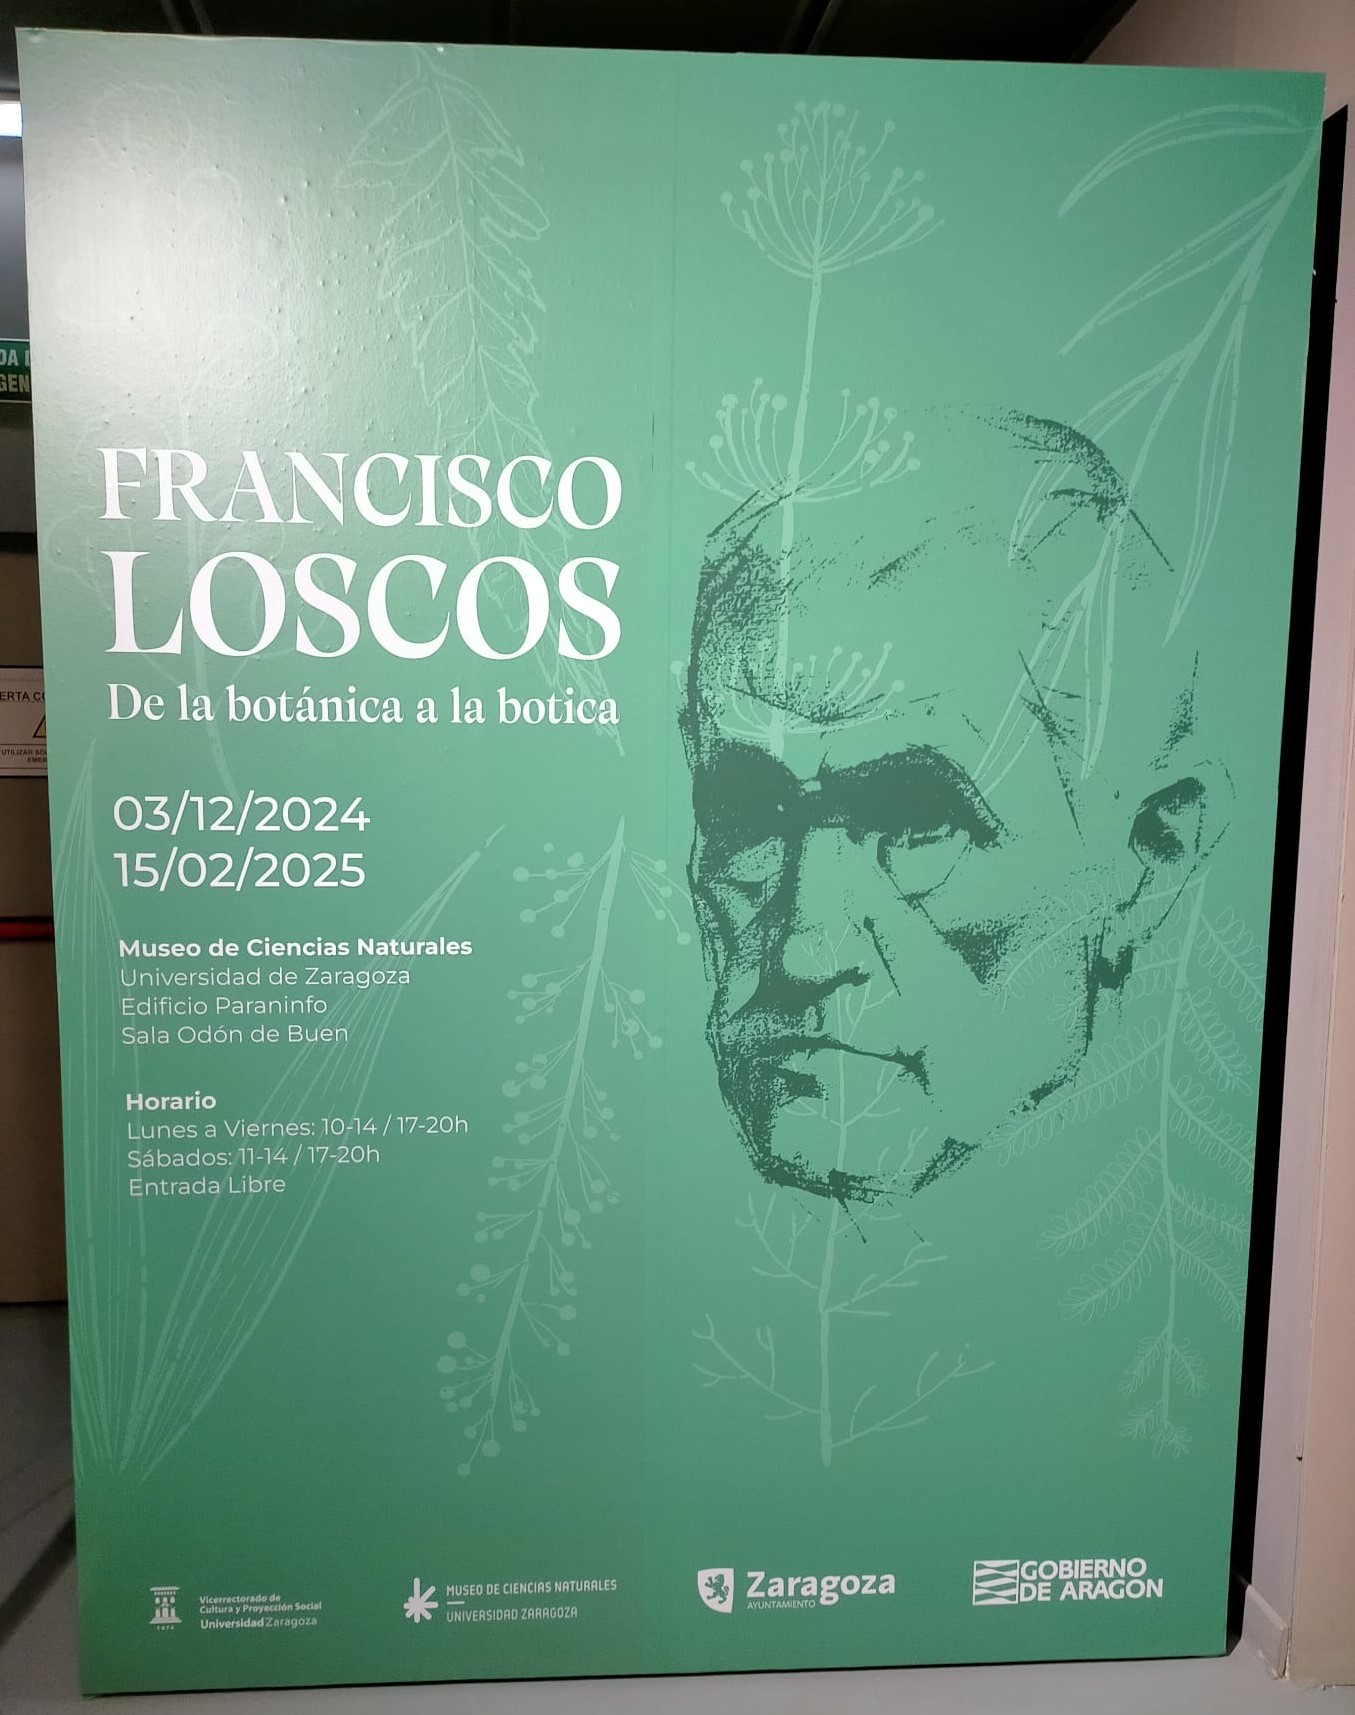 FRANCISCO
LOSCOS
De la botánica a la botica
03/12/2024
15/02/2025
Museo de Ciencias Naturales
Universidad de Zaragoza
Edificio Paraninfo
Sala Odón de Buen
Horario
Lunes a Viernes: 10-14 / 17-20h
Sábados: 11-14 / 17-20h
Entrada Libre
Vicerrectorado de
Cultura y Proyección Social
Universidad Zaragoza
MUSEO DE CIENCIAS NATURALES
UNIVERSIDAD ZARAGOZA
Zaragoza
AYUNTAMIENTO
GOBIERNO
DE ARAGON